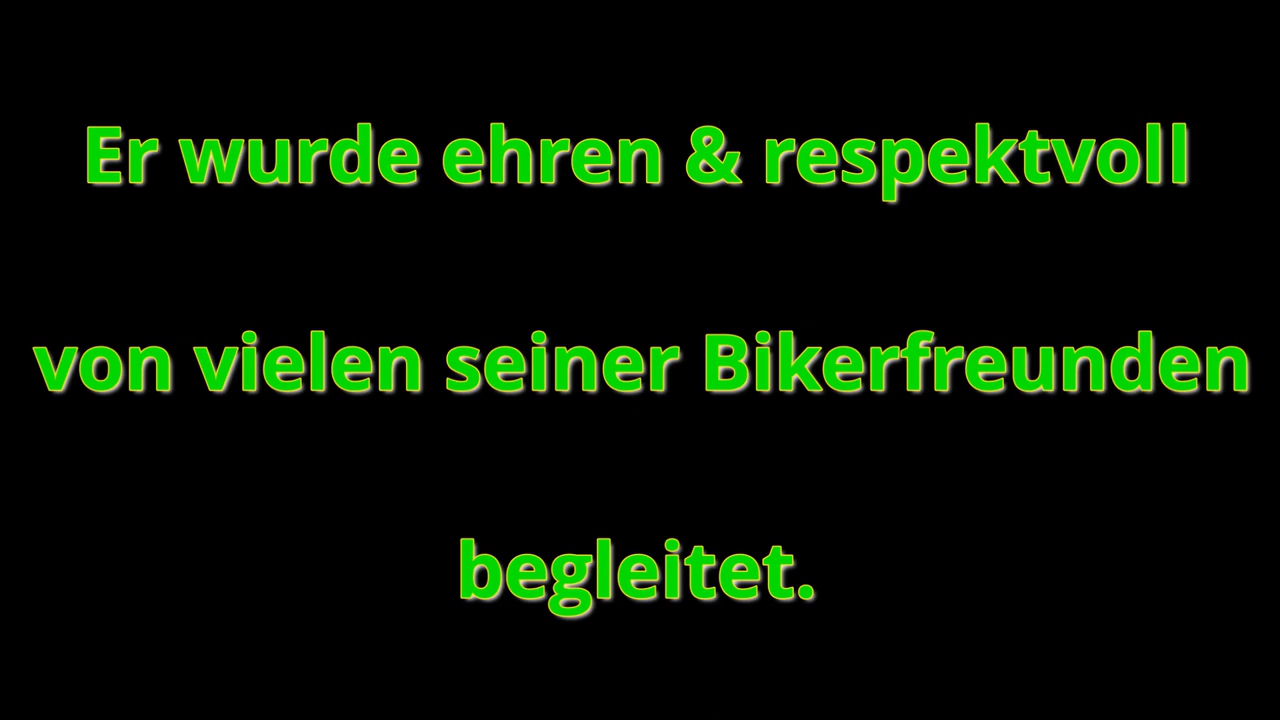 Er wurde ehren & respektvoll
von vielen seiner Bikerfreunden
begleitet.